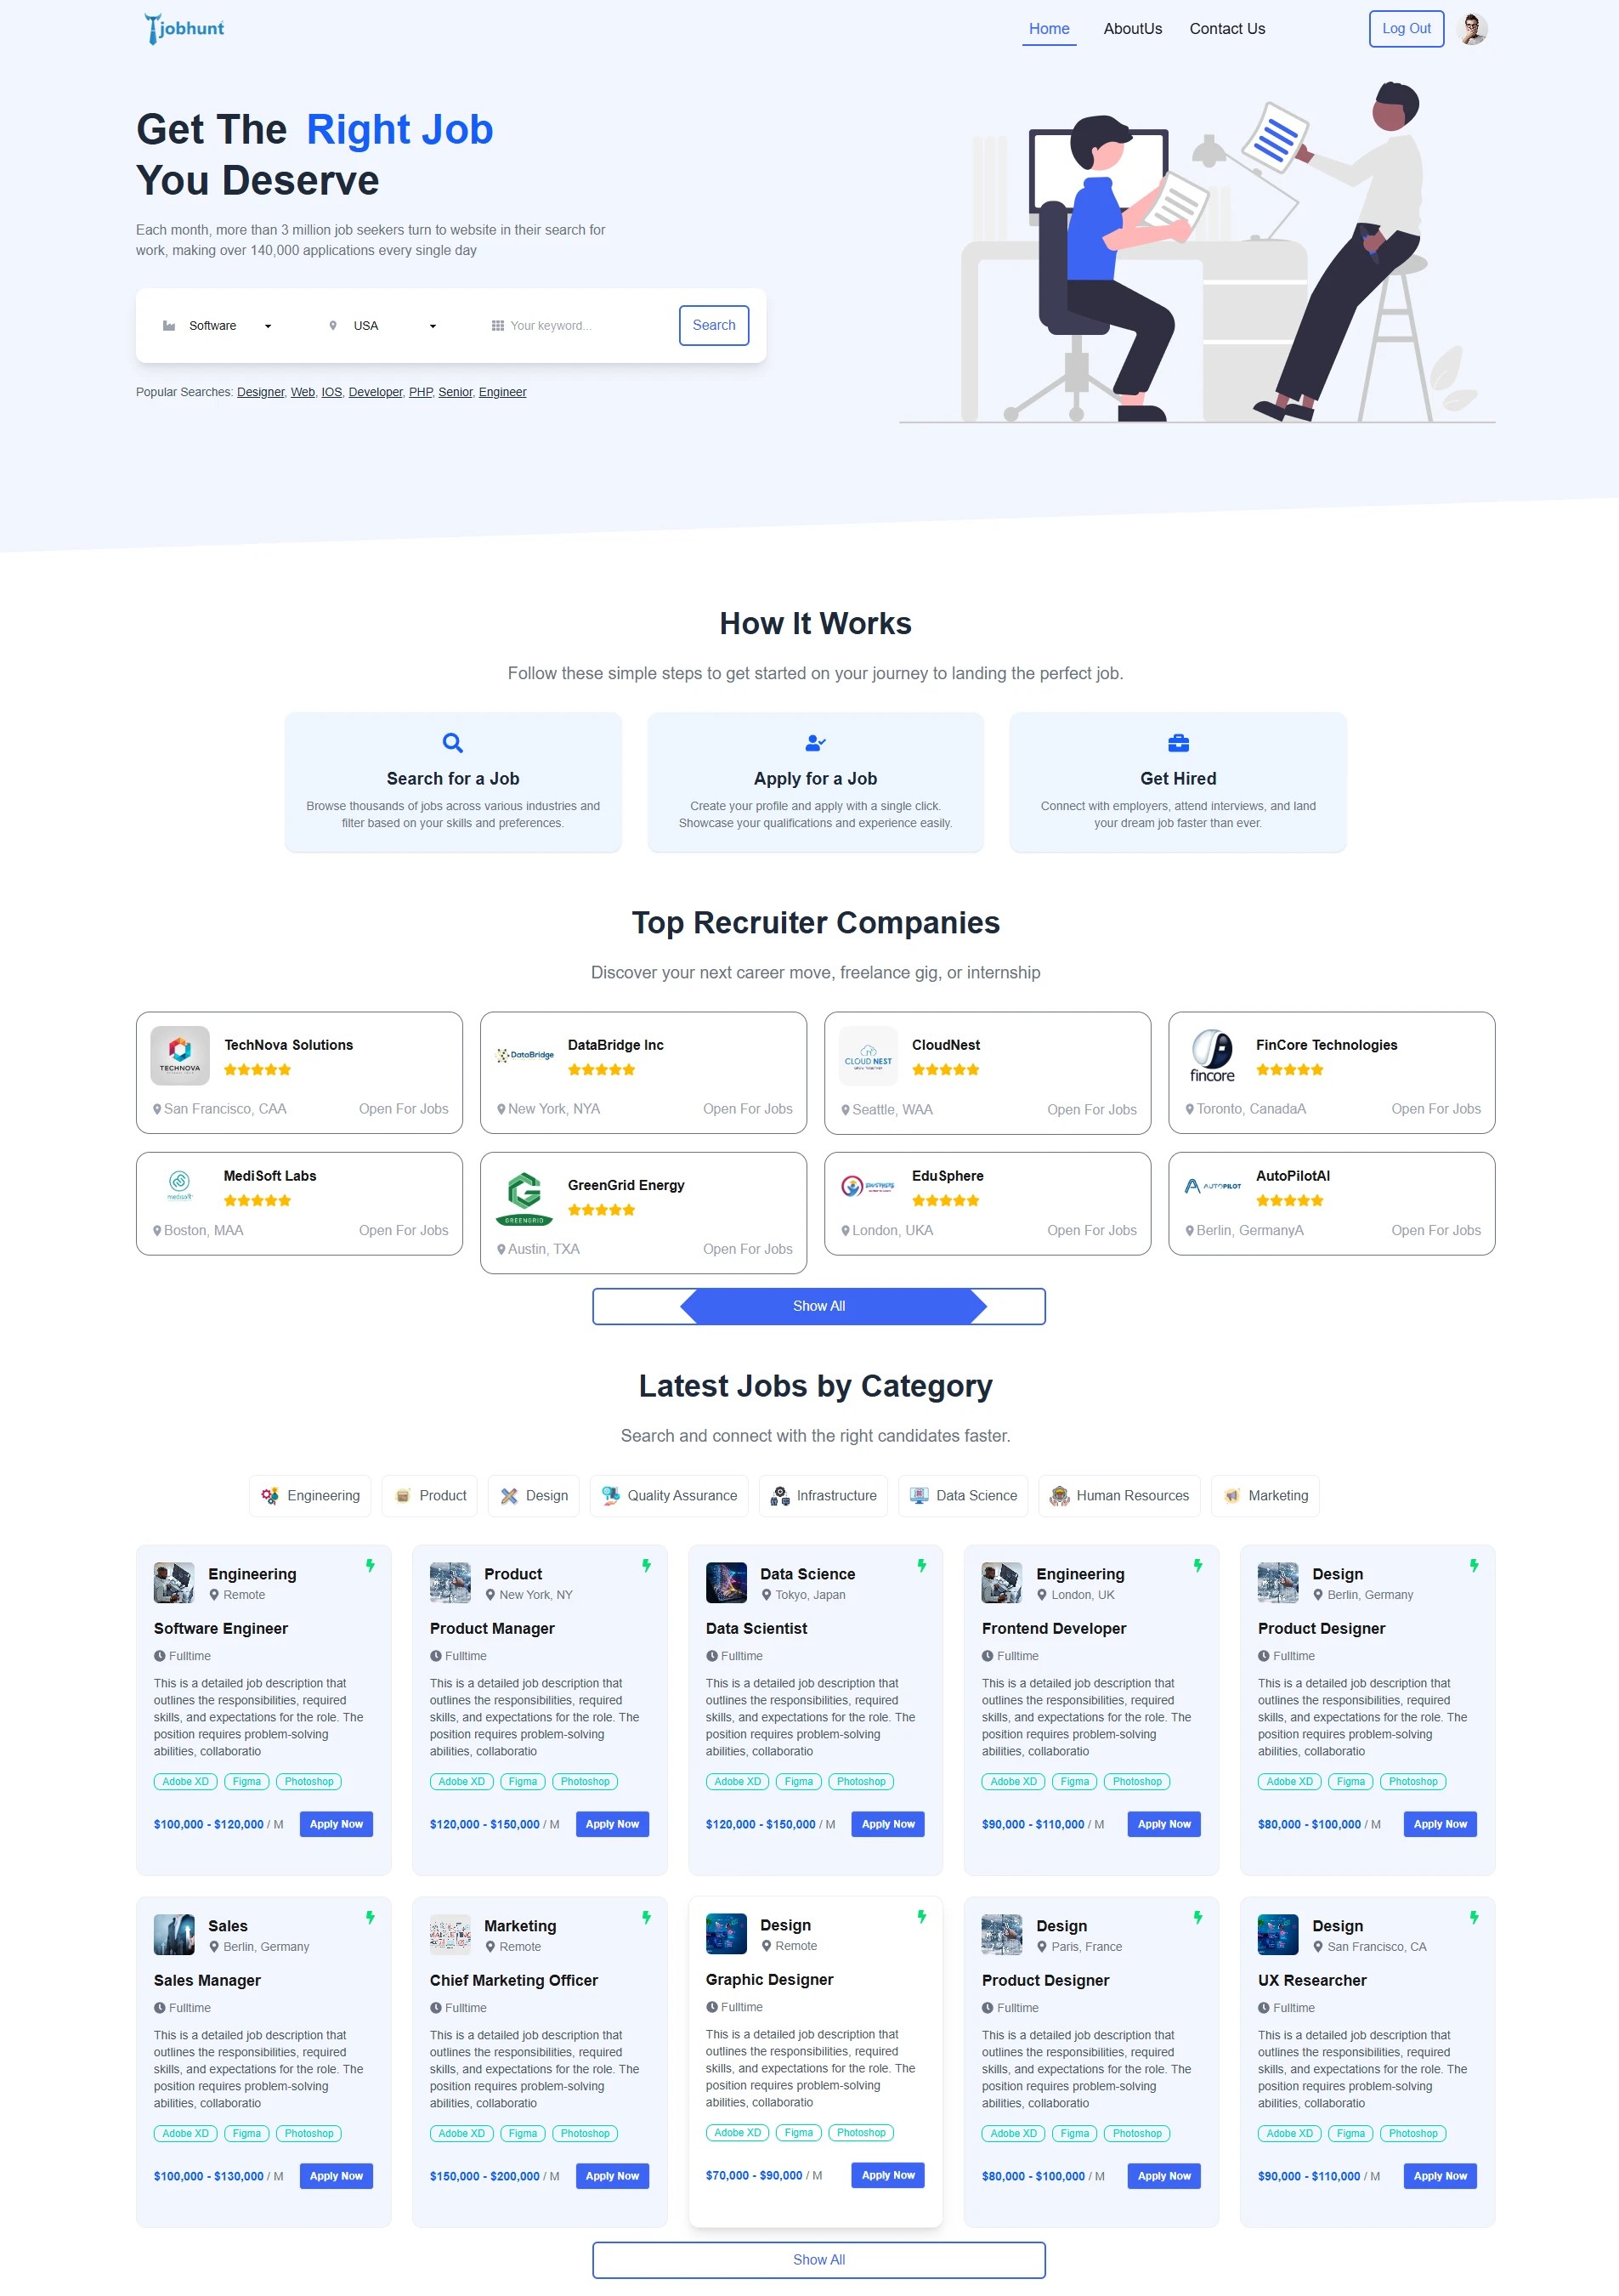 jobhunt
Home AboutUs Contact Us Log Out
Get The Right Job
You Deserve
Each month, more than 3 million job seekers turn to website in their search for
work, making over 140,000 applications every single day
Software USA Your keyword... Search
Popular Searches: Designer, Web, IOS, Developer, PHP, Senior, Engineer
How It Works
Follow these simple steps to get started on your journey to landing the perfect job.
Search for a Job
Browse thousands of jobs across various industries and
filter based on your skills and preferences.
Apply for a Job
Create your profile and apply with a single click.
Showcase your qualifications and experience easily.
Get Hired
Connect with employers, attend interviews, and land
your dream job faster than ever.
Top Recruiter Companies
Discover your next career move, freelance gig, or internship
TECHNOVA
TechNova Solutions
San Francisco, CAA Open For Jobs
DataBridge
DataBridge Inc
New York, NYA Open For Jobs
CLOUD NEST
CloudNest
Seattle, WAA Open For Jobs
fincore
FinCore Technologies
Toronto, CanadaA Open For Jobs
medisoft
MediSoft Labs
Boston, MAA Open For Jobs
GREENGRID
GreenGrid Energy
Austin, TXA Open For Jobs
EduSphere
London, UKA Open For Jobs
AUTOPILOT
AutoPilotAI
Berlin, GermanyA Open For Jobs
Show All
Latest Jobs by Category
Search and connect with the right candidates faster.
Engineering Product Design Quality Assurance Infrastructure Data Science Human Resources Marketing
Engineering
Remote
Software Engineer
Fulltime
This is a detailed job description that
outlines the responsibilities, required
skills, and expectations for the role. The
position requires problem-solving
abilities, collaboratio
Adobe XD Figma Photoshop
$100,000 - $120,000 / M Apply Now
Product
New York, NY
Product Manager
Fulltime
This is a detailed job description that
outlines the responsibilities, required
skills, and expectations for the role. The
position requires problem-solving
abilities, collaboratio
Adobe XD Figma Photoshop
$120,000 - $150,000 / M Apply Now
Data Science
Tokyo, Japan
Data Scientist
Fulltime
This is a detailed job description that
outlines the responsibilities, required
skills, and expectations for the role. The
position requires problem-solving
abilities, collaboratio
Adobe XD Figma Photoshop
$120,000 - $150,000 / M Apply Now
Engineering
London, UK
Frontend Developer
Fulltime
This is a detailed job description that
outlines the responsibilities, required
skills, and expectations for the role. The
position requires problem-solving
abilities, collaboratio
Adobe XD Figma Photoshop
$90,000 - $110,000 / M Apply Now
Design
Berlin, Germany
Product Designer
Fulltime
This is a detailed job description that
outlines the responsibilities, required
skills, and expectations for the role. The
position requires problem-solving
abilities, collaboratio
Adobe XD Figma Photoshop
$80,000 - $100,000 / M Apply Now
Sales
Berlin, Germany
Sales Manager
Fulltime
This is a detailed job description that
outlines the responsibilities, required
skills, and expectations for the role. The
position requires problem-solving
abilities, collaboratio
Adobe XD Figma Photoshop
$100,000 - $130,000 / M Apply Now
Marketing
Remote
Chief Marketing Officer
Fulltime
This is a detailed job description that
outlines the responsibilities, required
skills, and expectations for the role. The
position requires problem-solving
abilities, collaboratio
Adobe XD Figma Photoshop
$150,000 - $200,000 / M Apply Now
Design
Remote
Graphic Designer
Fulltime
This is a detailed job description that
outlines the responsibilities, required
skills, and expectations for the role. The
position requires problem-solving
abilities, collaboratio
Adobe XD Figma Photoshop
$70,000 - $90,000 / M Apply Now
Design
Paris, France
Product Designer
Fulltime
This is a detailed job description that
outlines the responsibilities, required
skills, and expectations for the role. The
position requires problem-solving
abilities, collaboratio
Adobe XD Figma Photoshop
$80,000 - $100,000 / M Apply Now
Design
San Francisco, CA
UX Researcher
Fulltime
This is a detailed job description that
outlines the responsibilities, required
skills, and expectations for the role. The
position requires problem-solving
abilities, collaboratio
Adobe XD Figma Photoshop
$90,000 - $110,000 / M Apply Now
Show All